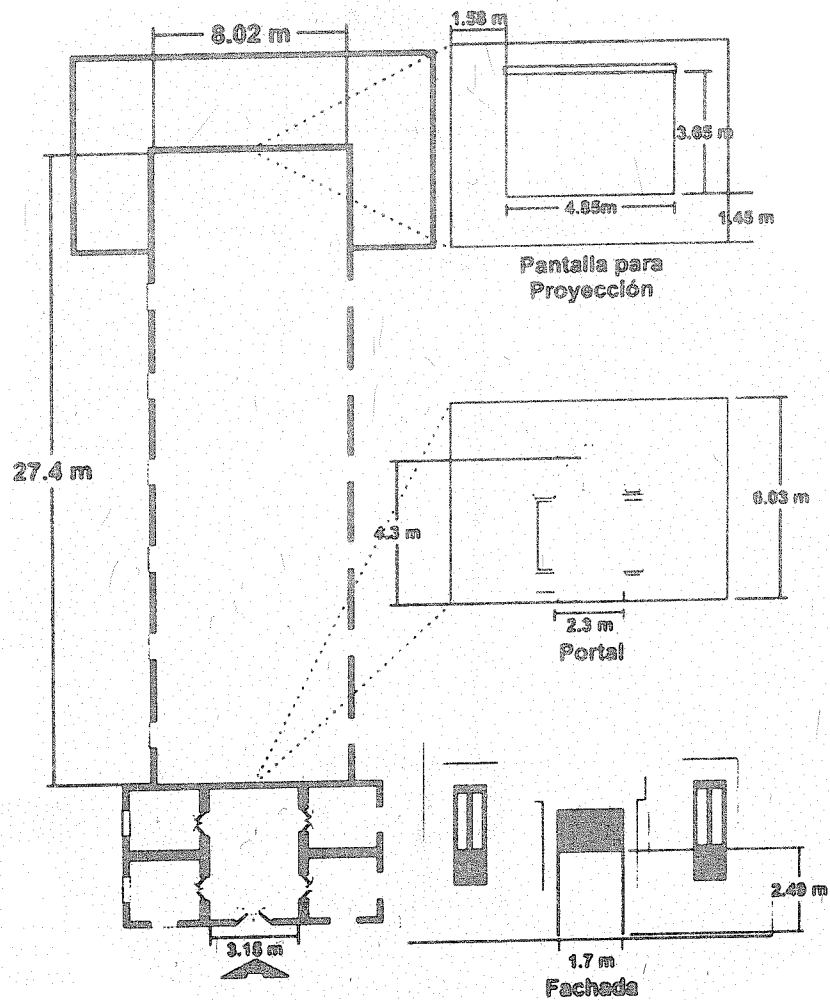 8.02 m
1.58 m
3.65 m
4.85m
1.45 m
Pantalla para
Proyección
27.4 m
6.03 m
4.3 m
2.3 m
Portal
2.49 m
3.15 m
1.7 m
Fachada